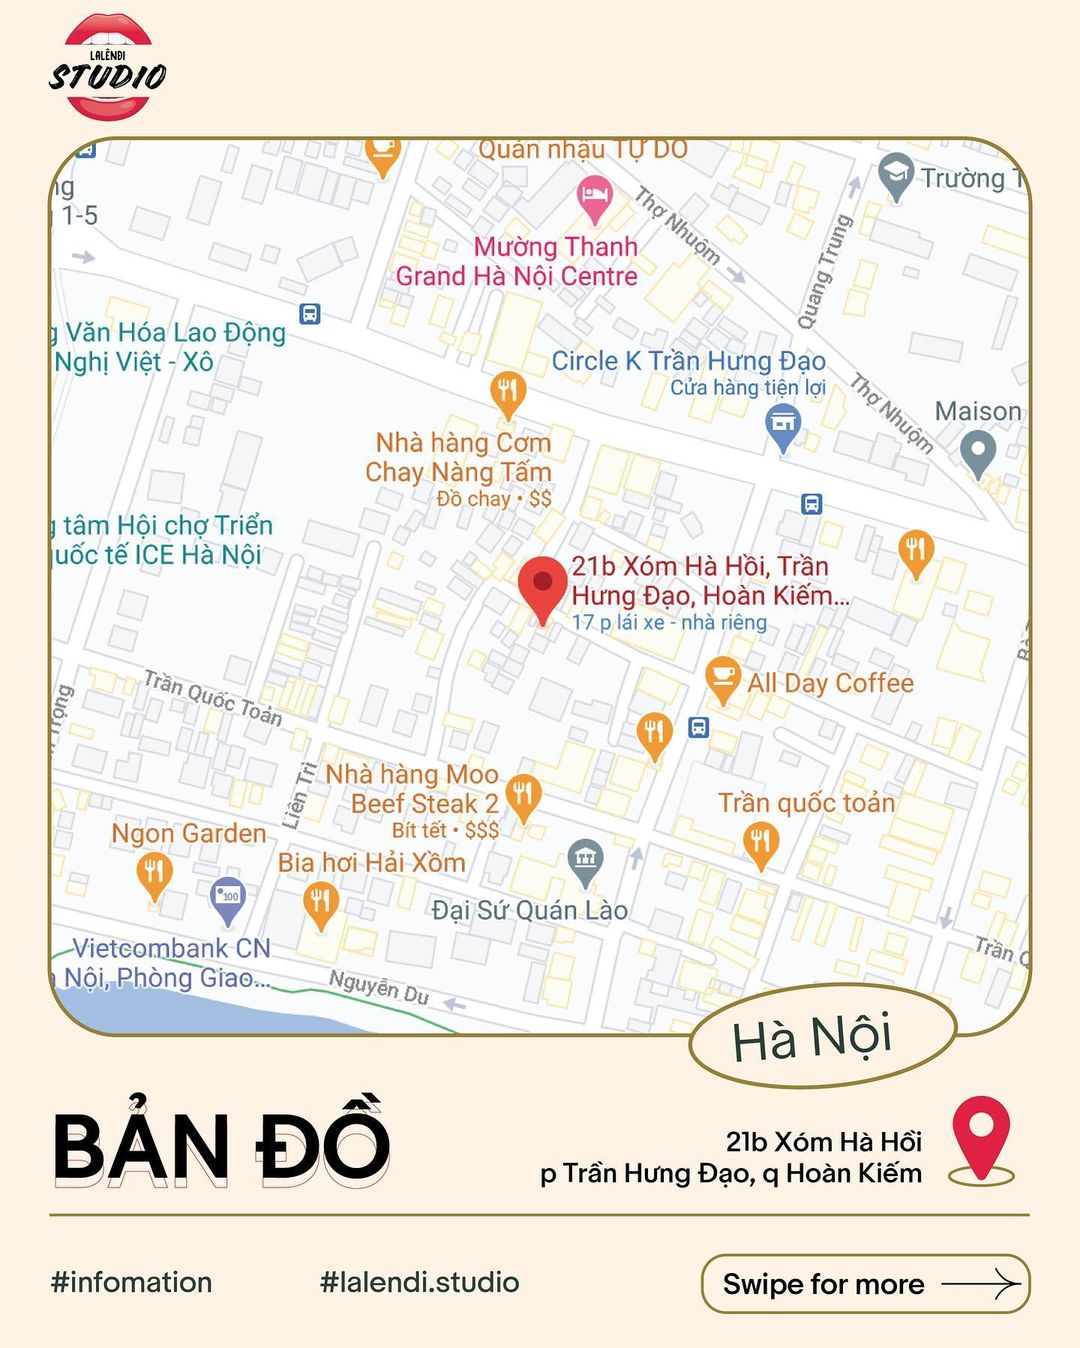 LALÊNĐI
STUDIO
Quán nhậu TỰ DO
1-5
Trường
Thợ Nhuộm
Quang Trung
Mường Thanh
Grand Hà Nội Centre
Văn Hóa Lao Động
Nghị Việt - Xô
Circle K Trần Hưng Đạo
Cửa hàng tiện lợi
Thợ Nhuộm
Maison
Nhà hàng Cơm
Chay Nàng Tấm
Đồ chay • $$
tâm Hội chợ Triển
quốc tế ICE Hà Nội
21b Xóm Hà Hồi, Trần
Hưng Đạo, Hoàn Kiếm...
17 p lái xe - nhà riêng
Trần Quốc Toản
All Day Coffee
Liên Trì
Nhà hàng Moo
Beef Steak 2
Bít tết • $$$
Trần quốc toản
Ngon Garden
Bia hơi Hải Xồm
100
Đại Sứ Quán Lào
Vietcombank CN
Nội, Phòng Giao...
Trần Q
Nguyễn Du
Hà Nội
BẢN ĐỒ
21b Xóm Hà Hồi
p Trần Hưng Đạo, q Hoàn Kiếm
#infomation
#lalendi.studio
Swipe for more